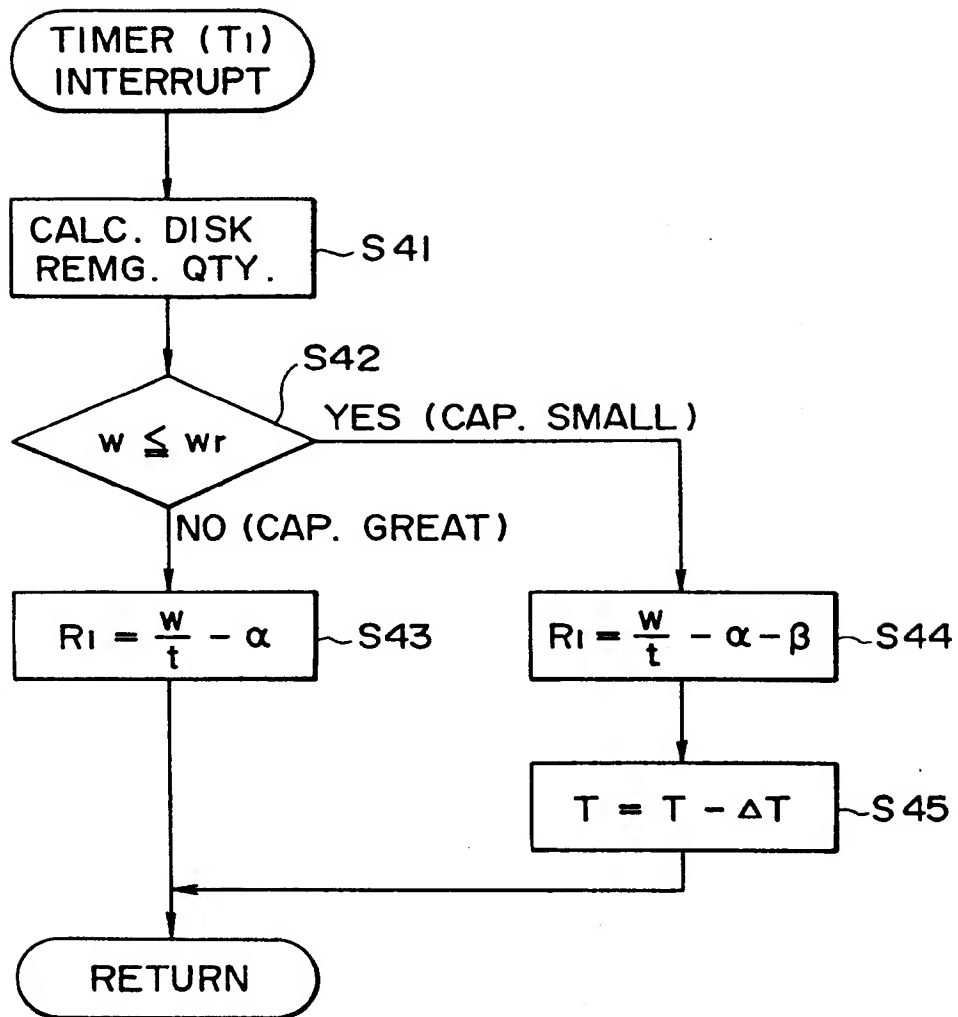 TIMER (T1)
INTERRUPT
CALC. DISK
REMG. QTY.
S41
S42
w ≦ wr
YES (CAP. SMALL)
NO (CAP. GREAT)
R1 = w/t - α
S43
R1 = w/t - α - β
S44
T = T - ΔT
S45
RETURN